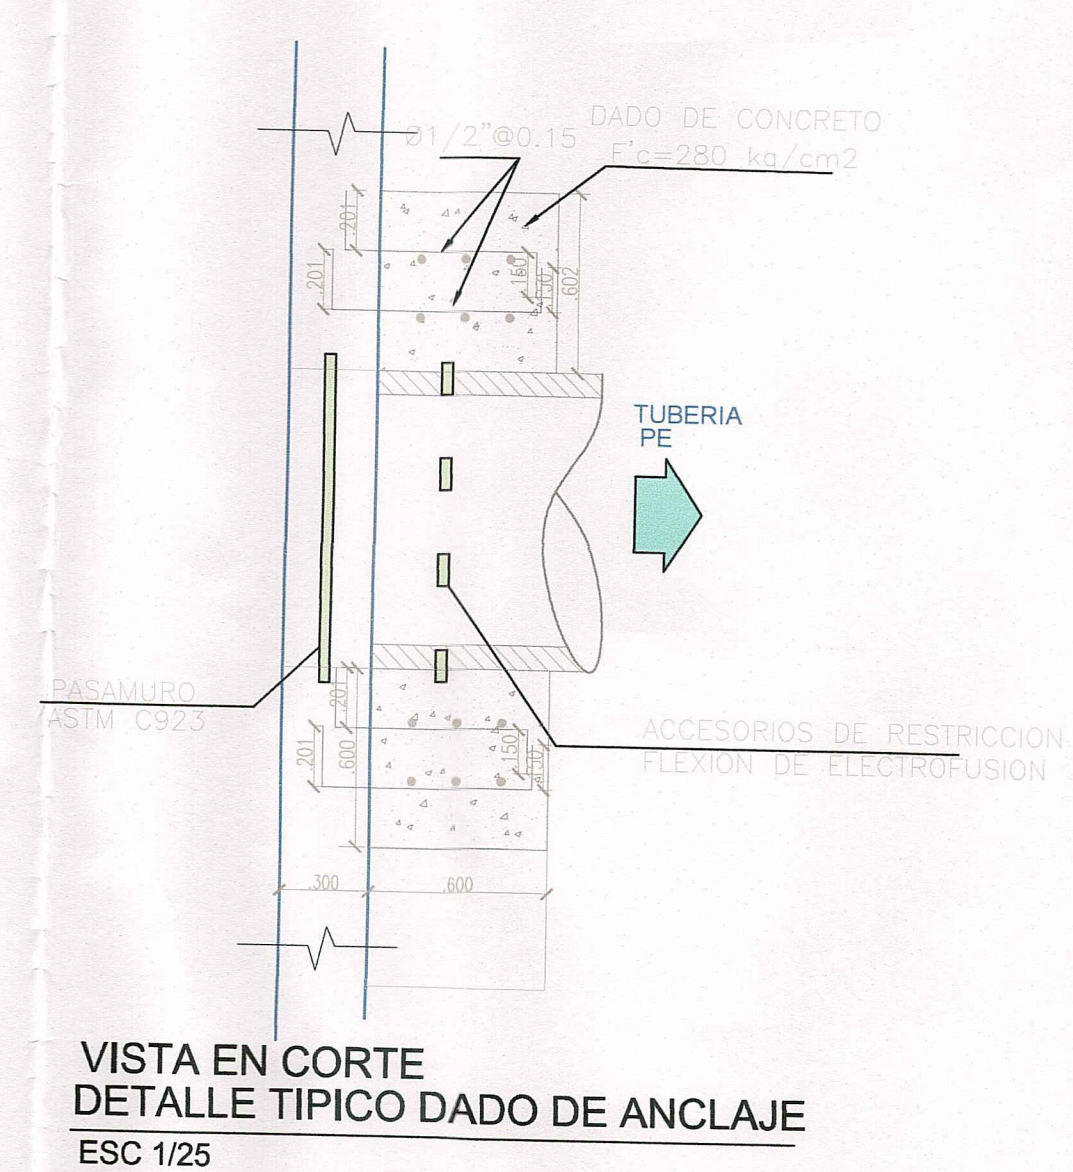 Ø1/2"@0.15
DADO DE CONCRETO
F'c=280 kg/cm2
.201
.201
.150
.150
.602
TUBERIA
PE
PASAMURO
ASTM C923
.201
.201
.600
.150
.150
ACCESORIOS DE RESTRICCION
FLEXION DE ELECTROFUSION
.300
.600
VISTA EN CORTE
DETALLE TIPICO DADO DE ANCLAJE
ESC 1/25